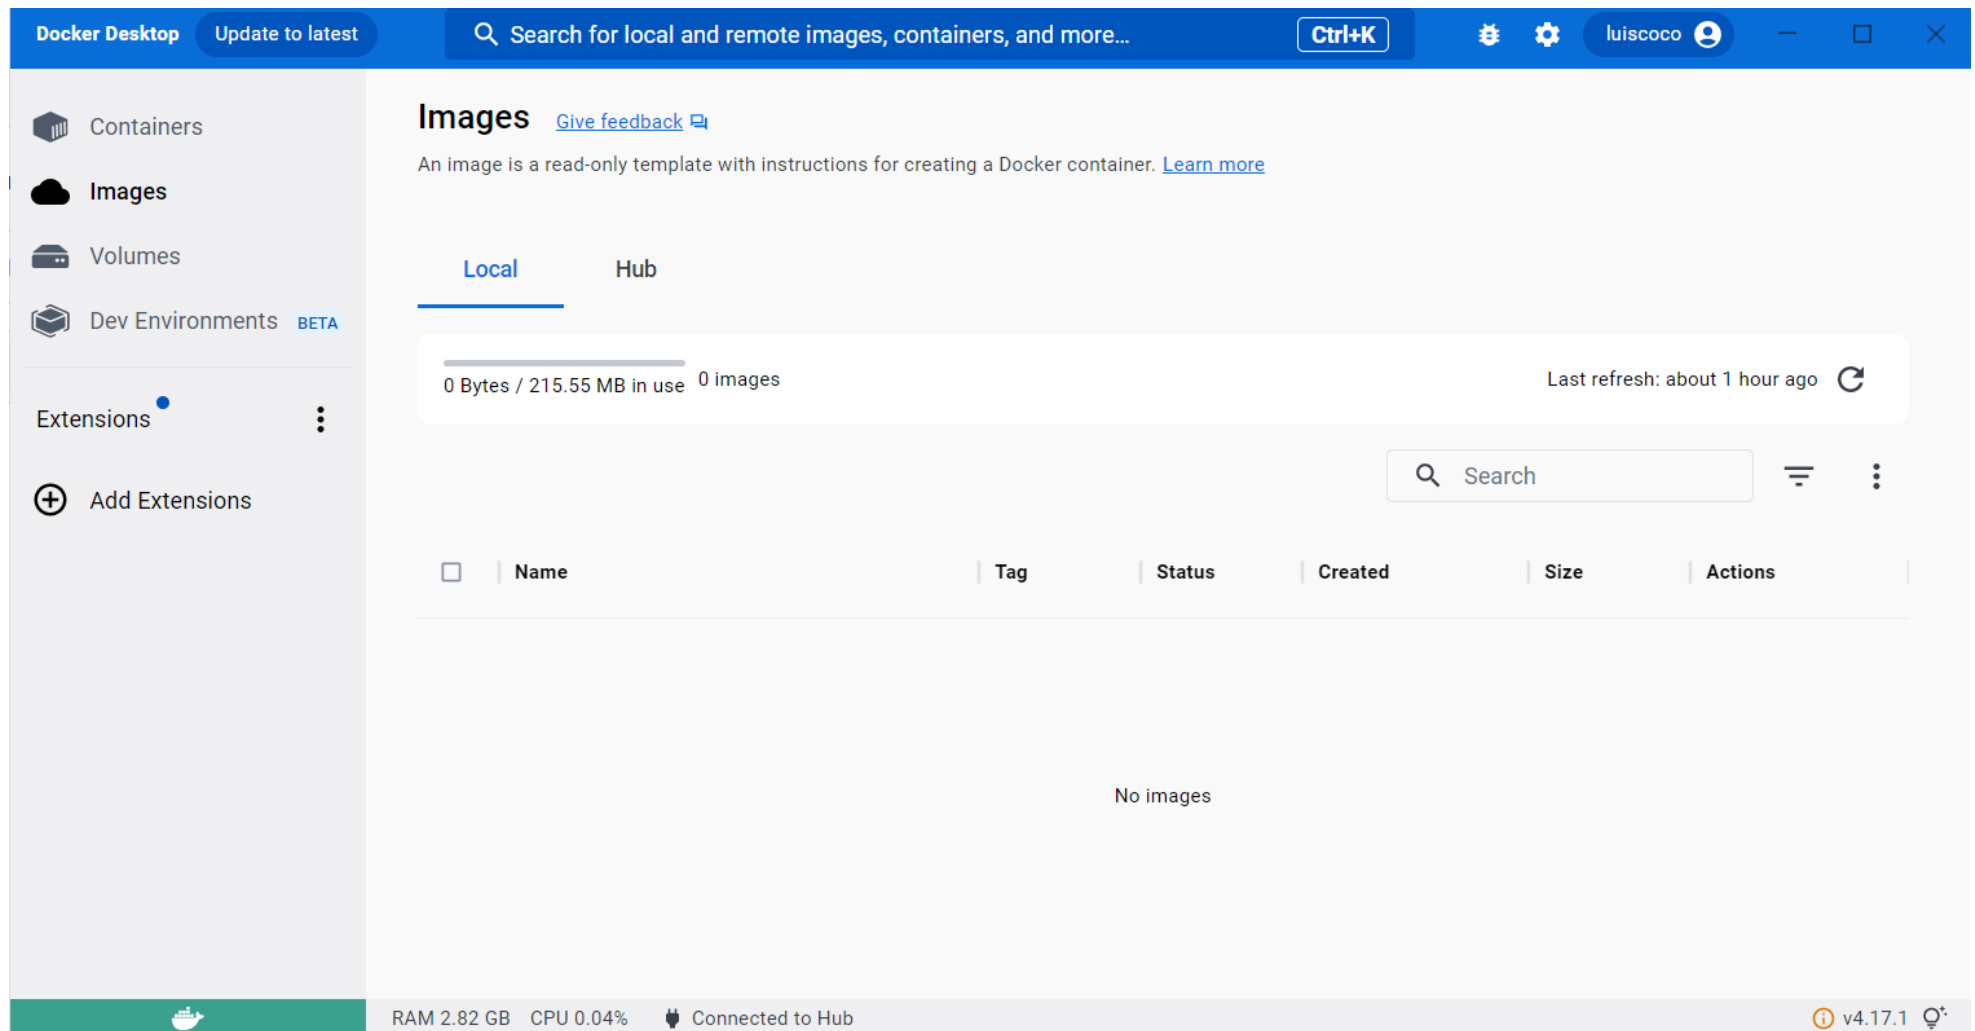 Docker Desktop Update to latest Search for local and remote images, containers, and more... Ctrl+K luiscoco
Containers
Images
Volumes
Dev Environments BETA
Extensions
Add Extensions
Images Give feedback
An image is a read-only template with instructions for creating a Docker container. Learn more
Local Hub
0 Bytes / 215.55 MB in use 0 images Last refresh: about 1 hour ago
Search
Name Tag Status Created Size Actions
No images
RAM 2.82 GB CPU 0.04% Connected to Hub v4.17.1